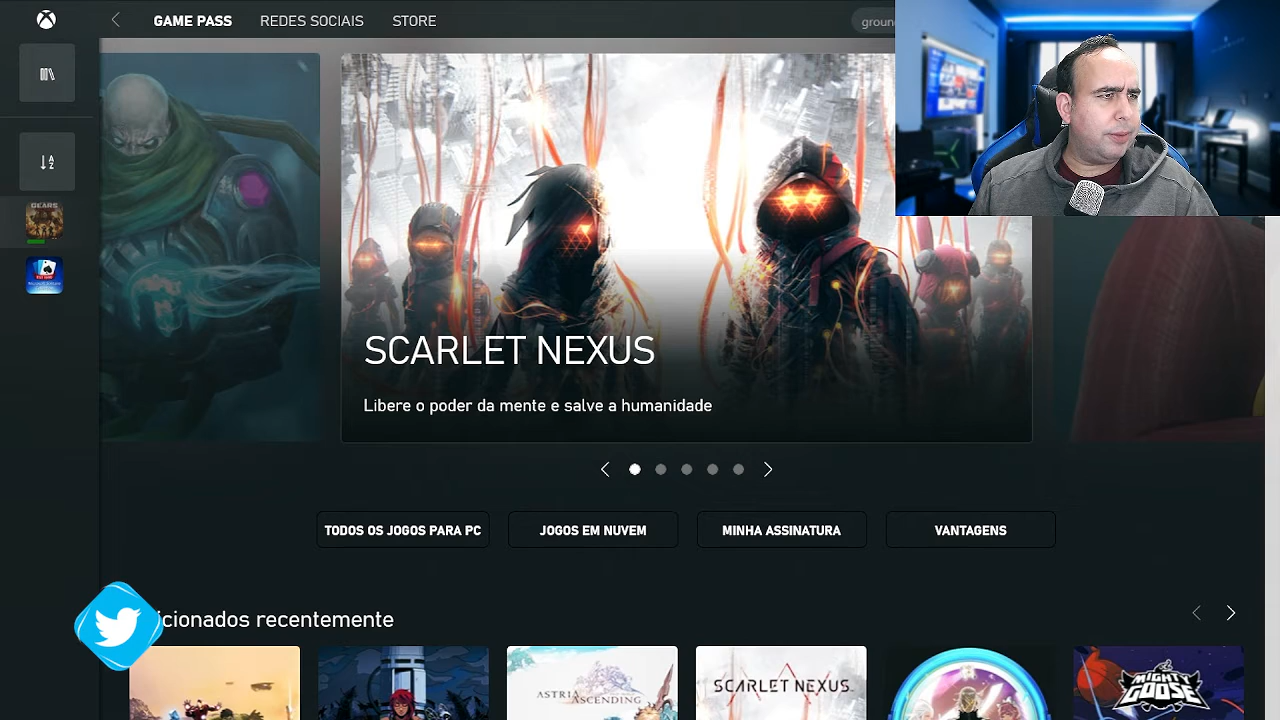 GAME PASS REDES SOCIAIS STORE
groun
GEARS
SCARLET NEXUS
Libere o poder da mente e salve a humanidade
TODOS OS JOGOS PARA PC JOGOS EM NUVEM MINHA ASSINATURA VANTAGENS
icionados recentemente
ASTRIA ASCENDING
SCARLET NEXUS
MIGHTY GOOSE